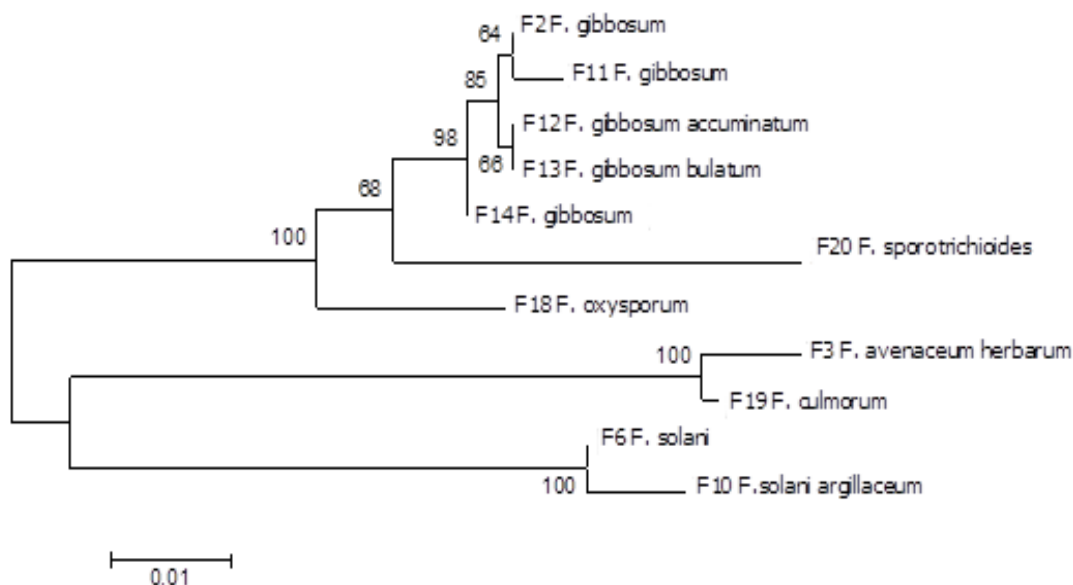 64
F2 F. gibbosum
F11 F. gibbosum
85
F12 F. gibbosum accuminatum
98
66
F13 F. gibbosum bulatum
68
F14 F. gibbosum
100
F20 F. sporotrichioides
F18 F. oxysporum
100
F3 F. avenaceum herbarum
F19 F. culmorum
F6 F. solani
100
F10 F.solani argillaceum
0.01